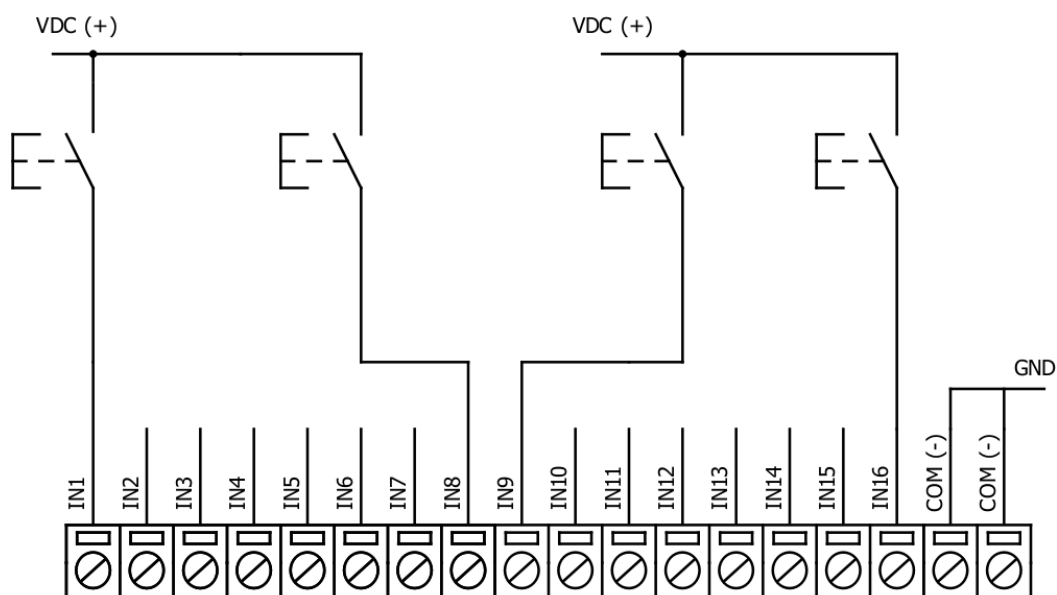 VDC (+)
VDC (+)
GND
IN1
IN2
IN3
IN4
IN5
IN6
IN7
IN8
IN9
IN10
IN11
IN12
IN13
IN14
IN15
IN16
COM (-)
COM (-)